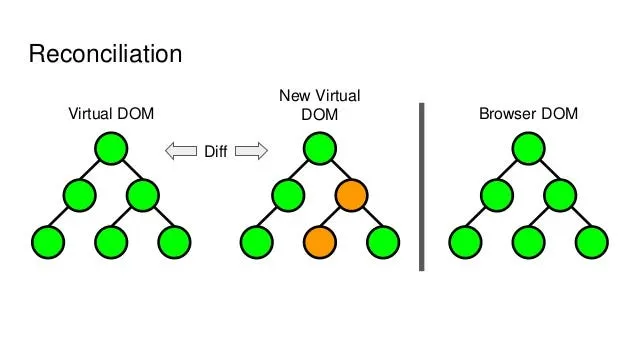 Reconciliation
Virtual DOM
Diff
New Virtual
DOM
Browser DOM